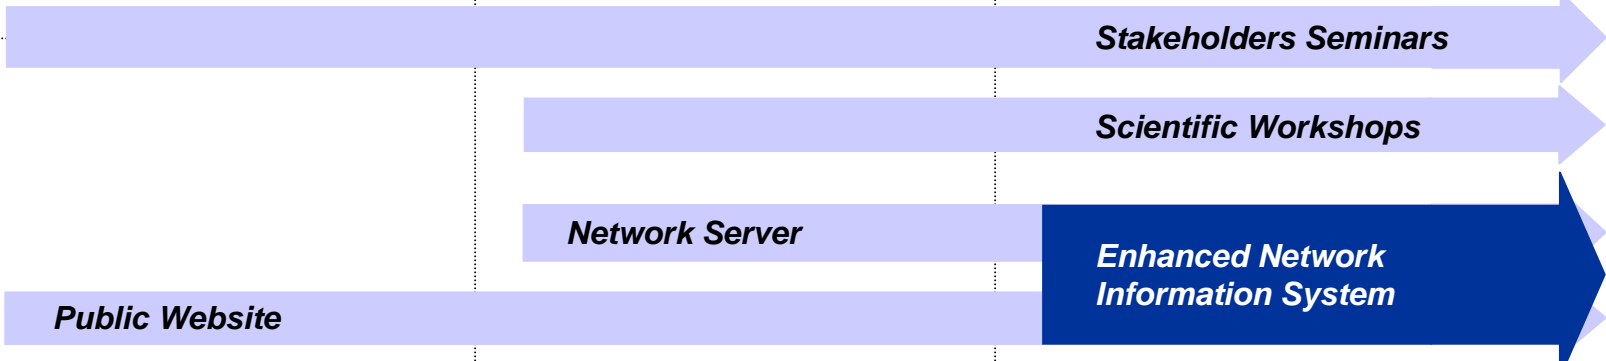 Stakeholders Seminars
Scientific Workshops
Network Server
Enhanced Network
Information System
Public Website